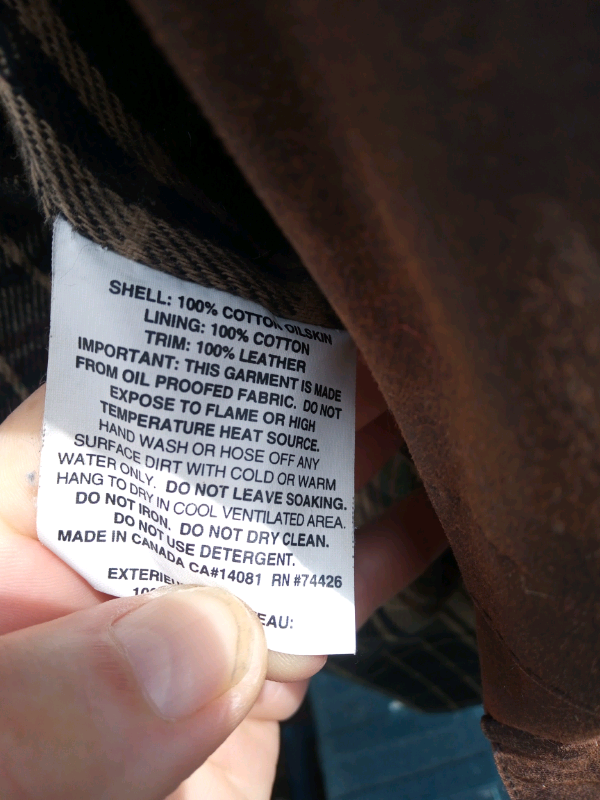 SHELL: 100% COTTON OILSKIN
LINING: 100% COTTON
TRIM: 100% LEATHER
IMPORTANT: THIS GARMENT IS MADE
FROM OIL PROOFED FABRIC. DO NOT
EXPOSE TO FLAME OR HIGH
TEMPERATURE HEAT SOURCE.
HAND WASH OR HOSE OFF ANY
SURFACE DIRT WITH COLD OR WARM
WATER ONLY. DO NOT LEAVE SOAKING.
HANG TO DRY IN COOL VENTILATED AREA.
DO NOT IRON. DO NOT DRY CLEAN.
DO NOT USE DETERGENT.
MADE IN CANADA CA#14081 RN #74426